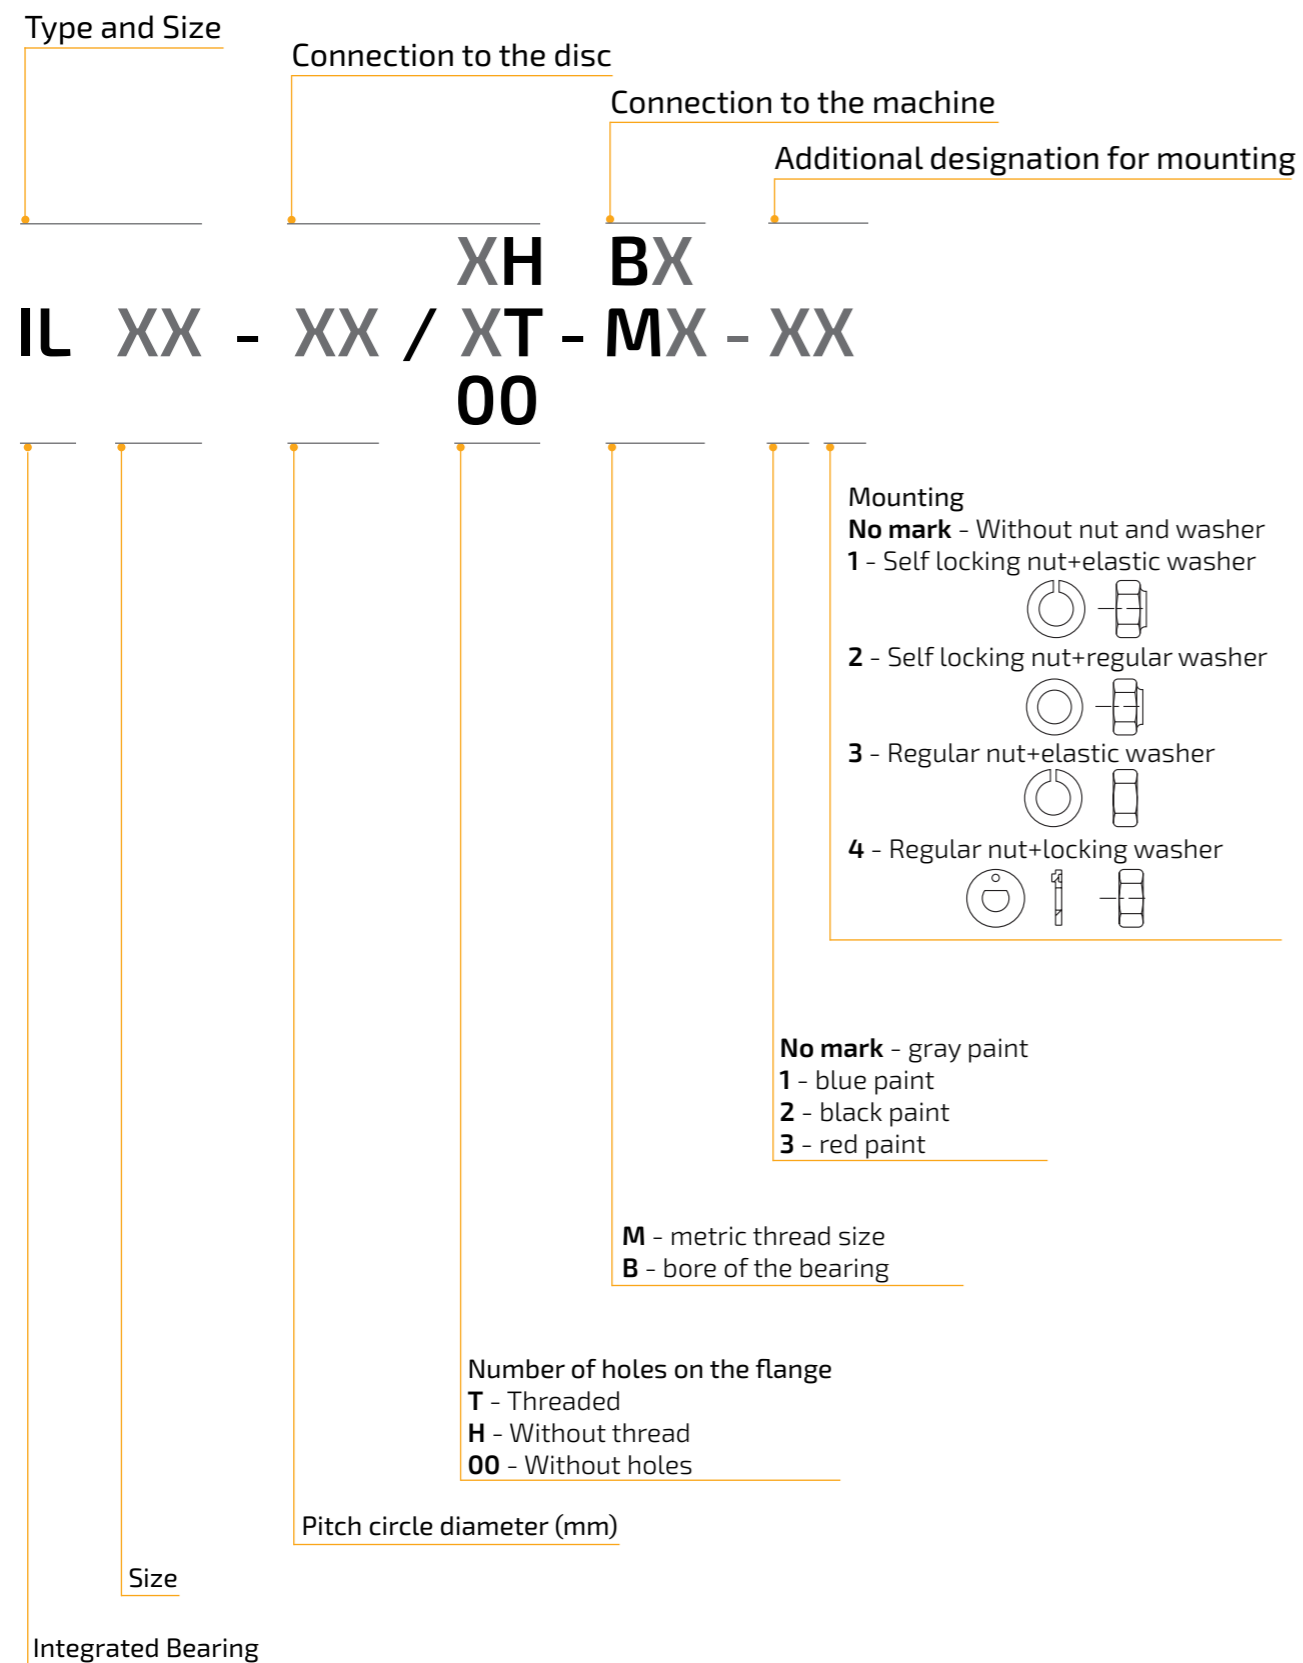 Type and Size
Connection to the disc
Connection to the machine
Additional designation for mounting
XH BX
IL XX - XX / XT - MX - XX
00
Mounting
No mark - Without nut and washer
1 - Self locking nut+elastic washer
2 - Self locking nut+regular washer
3 - Regular nut+elastic washer
4 - Regular nut+locking washer
No mark - gray paint
1 - blue paint
2 - black paint
3 - red paint
M - metric thread size
B - bore of the bearing
Number of holes on the flange
T - Threaded
H - Without thread
00 - Without holes
Pitch circle diameter (mm)
Size
Integrated Bearing